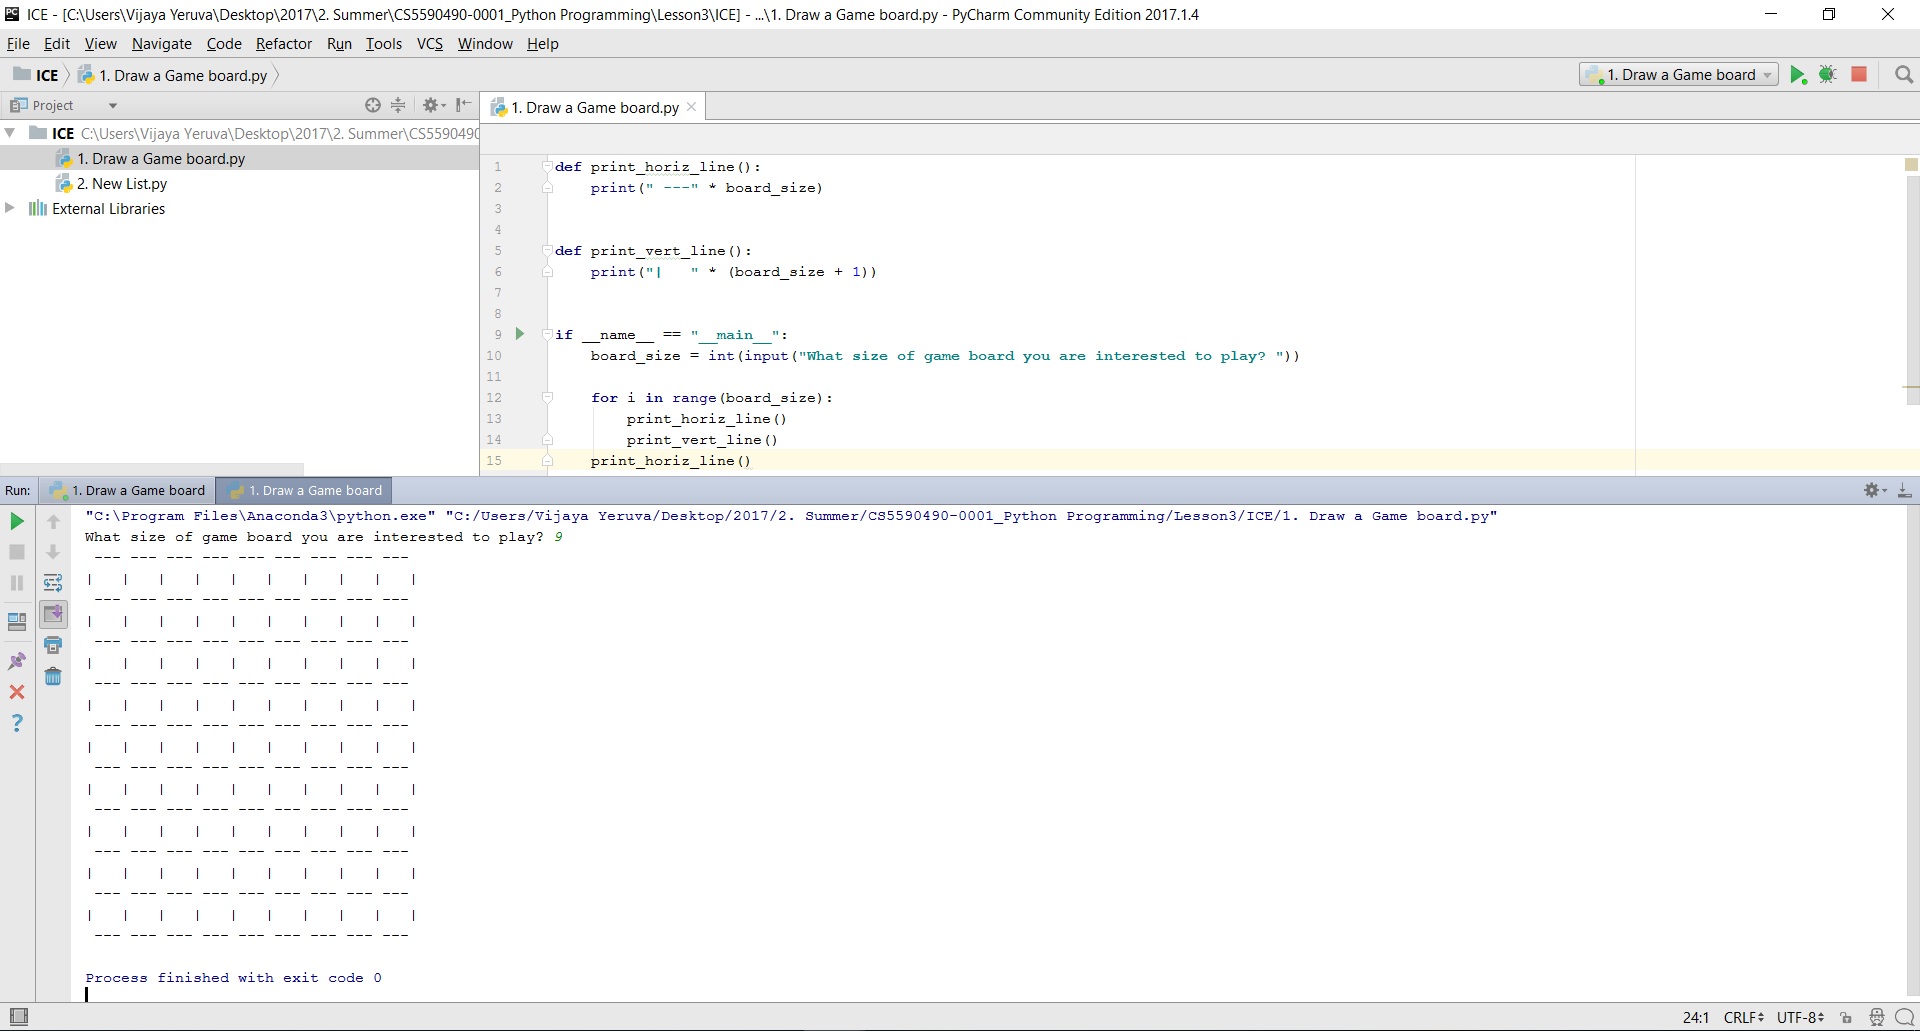 ICE - [C:\Users\Vijaya Yeruva\Desktop\2017\2. Summer\CS5590490-0001_Python Programming\Lesson3\ICE] - ...\1. Draw a Game board.py - PyCharm Community Edition 2017.1.4
File Edit View Navigate Code Refactor Run Tools VCS Window Help
ICE 1. Draw a Game board.py 1. Draw a Game board
Project 1. Draw a Game board.py
ICE C:\Users\Vijaya Yeruva\Desktop\2017\2. Summer\CS5590490
1. Draw a Game board.py
2. New List.py
External Libraries
1 def print_horiz_line():
2     print(" ---" * board_size)
3
4
5 def print_vert_line():
6     print("|   " * (board_size + 1))
7
8
9 if __name__ == "__main__":
10     board_size = int(input("What size of game board you are interested to play? "))
11
12     for i in range(board_size):
13         print_horiz_line()
14         print_vert_line()
15     print_horiz_line()
Run: 1. Draw a Game board 1. Draw a Game board
"C:\Program Files\Anaconda3\python.exe" "C:/Users/Vijaya Yeruva/Desktop/2017/2. Summer/CS5590490-0001_Python Programming/Lesson3/ICE/1. Draw a Game board.py"
What size of game board you are interested to play? 9
 --- --- --- --- --- --- --- --- ---
|   |   |   |   |   |   |   |   |   |
 --- --- --- --- --- --- --- --- ---
|   |   |   |   |   |   |   |   |   |
 --- --- --- --- --- --- --- --- ---
|   |   |   |   |   |   |   |   |   |
 --- --- --- --- --- --- --- --- ---
|   |   |   |   |   |   |   |   |   |
 --- --- --- --- --- --- --- --- ---
|   |   |   |   |   |   |   |   |   |
 --- --- --- --- --- --- --- --- ---
|   |   |   |   |   |   |   |   |   |
 --- --- --- --- --- --- --- --- ---
|   |   |   |   |   |   |   |   |   |
 --- --- --- --- --- --- --- --- ---
|   |   |   |   |   |   |   |   |   |
 --- --- --- --- --- --- --- --- ---
|   |   |   |   |   |   |   |   |   |
 --- --- --- --- --- --- --- --- ---
Process finished with exit code 0
24:1 CRLF UTF-8